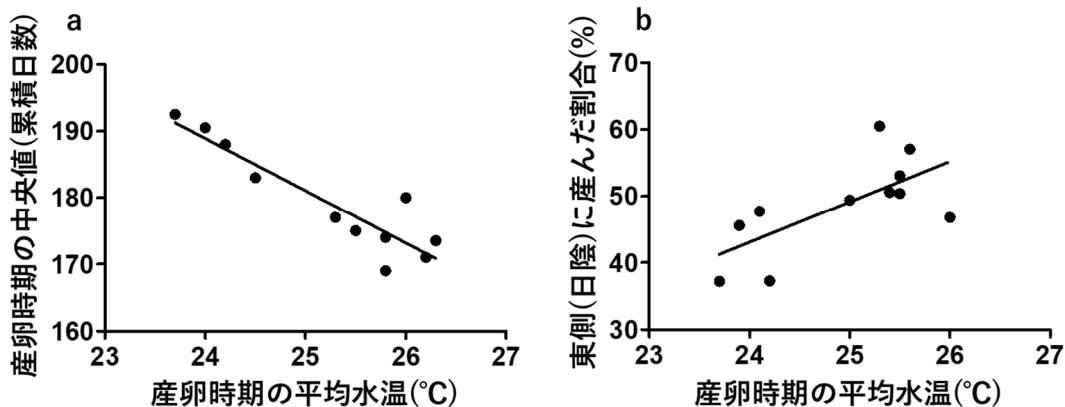 a
産卵時期の中央値(累積日数)
200
190
180
170
160
23 24 25 26 27
産卵時期の平均水温(℃)
b
東側(日陰)に産んだ割合(%)
70
60
50
40
30
23 24 25 26 27
産卵時期の平均水温(℃)